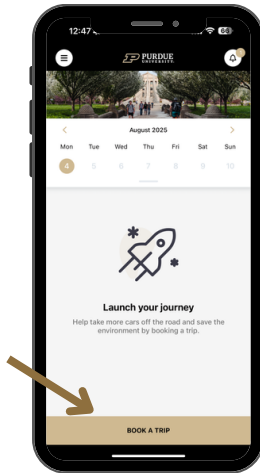 12:47
66
PURDUE
UNIVERSITY
August 2025
Mon Tue Wed Thu Fri Sat Sun
4 5 6 7 8 9 10
Launch your journey
Help take more cars off the road and save the
environment by booking a trip.
BOOK A TRIP